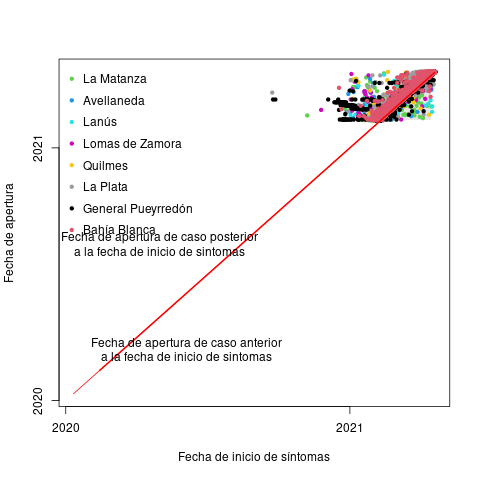 La Matanza
Avellaneda
Lanús
Lomas de Zamora
Quilmes
La Plata
General Pueyrredón
Bahía Blanca
Fecha de apertura de caso posterior
a la fecha de inicio de sintomas
Fecha de apertura de caso anterior
a la fecha de inicio de sintomas
Fecha de apertura
2021
2020
2020
2021
Fecha de inicio de síntomas